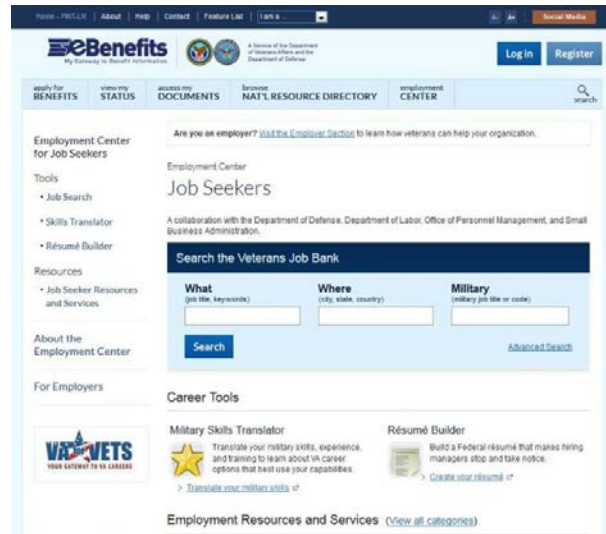 Home - | About | Help | Contact | Feature List | I am a ...
A- A+ Social Media
eBenefits
My Gateway to Benefit Information
A Service of the Department
of Veterans Affairs and the
Department of Defense
Log in Register
apply for BENEFITS
view my STATUS
access my DOCUMENTS
browse NAT'L RESOURCE DIRECTORY
employment CENTER
search
Employment Center
for Job Seekers
Tools
• Job Search
• Skills Translator
• Résumé Builder
Resources
• Job Seeker Resources
and Services
About the
Employment Center
For Employers
VA for VETS
YOUR GATEWAY TO VA CAREERS
Are you an employer? Visit the Employer Section to learn how veterans can help your organization.
Employment Center
Job Seekers
A collaboration with the Department of Defense, Department of Labor, Office of Personnel Management, and Small
Business Administration.
Search the Veterans Job Bank
What
(job title, keywords)
Where
(city, state, country)
Military
(military job title or code)
Search
Advanced Search
Career Tools
Military Skills Translator
Translate your military skills, experience,
and training to learn about VA career
options that best use your capabilities.
> Translate your military skills
Résumé Builder
Build a Federal résumé that makes hiring
managers stop and take notice.
> Create your résumé
Employment Resources and Services (View all categories)